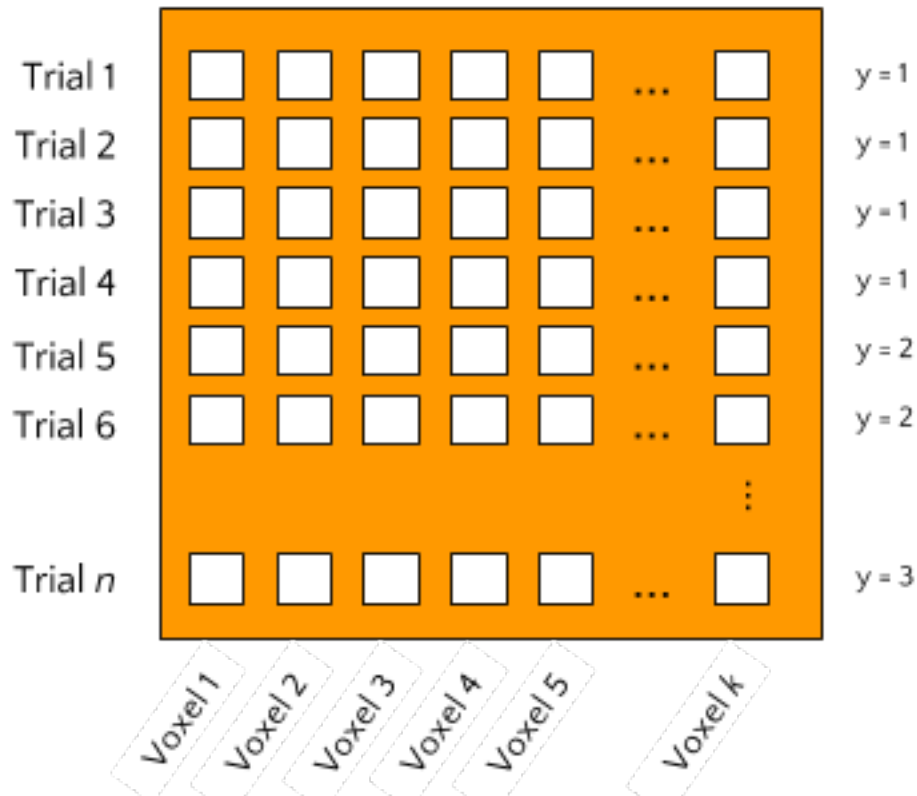 Trial 1 ... y = 1
Trial 2 ... y = 1
Trial 3 ... y = 1
Trial 4 ... y = 1
Trial 5 ... y = 2
Trial 6 ... y = 2
⋮
Trial n ... y = 3
Voxel 1 Voxel 2 Voxel 3 Voxel 4 Voxel 5 Voxel k